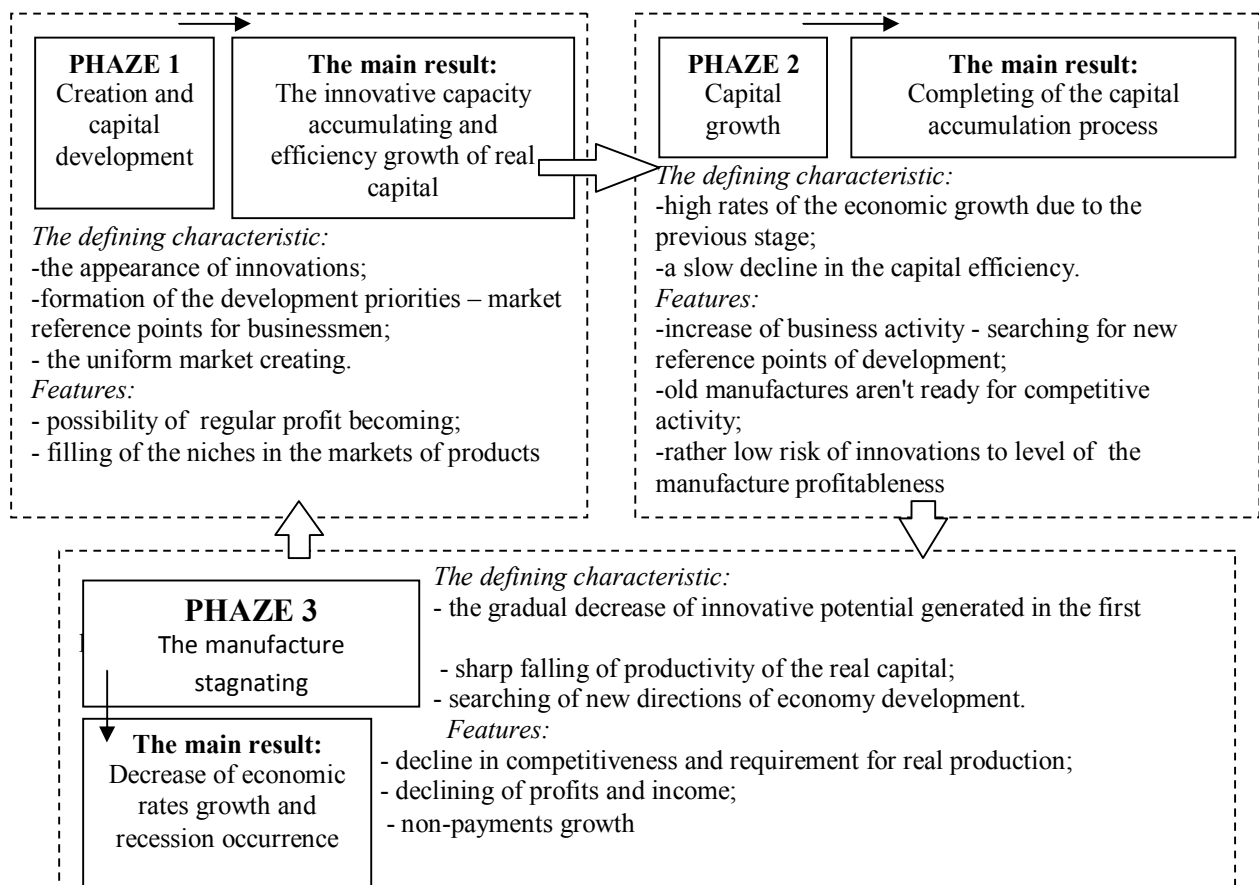 PHAZE 1
Creation and
capital
development
The main result:
The innovative capacity
accumulating and
efficiency growth of real
capital
The defining characteristic:
-the appearance of innovations;
-formation of the development priorities – market
reference points for businessmen;
- the uniform market creating.
Features:
- possibility of regular profit becoming;
- filling of the niches in the markets of products
PHAZE 2
Capital
growth
The main result:
Completing of the capital
accumulation process
The defining characteristic:
-high rates of the economic growth due to the
previous stage;
-a slow decline in the capital efficiency.
Features:
-increase of business activity - searching for new
reference points of development;
-old manufactures aren't ready for competitive
activity;
-rather low risk of innovations to level of the
manufacture profitableness
PHAZE 3
The manufacture
stagnating
The main result:
Decrease of economic
rates growth and
recession occurrence
The defining characteristic:
- the gradual decrease of innovative potential generated in the first
- sharp falling of productivity of the real capital;
- searching of new directions of economy development.
Features:
- decline in competitiveness and requirement for real production;
- declining of profits and income;
- non-payments growth